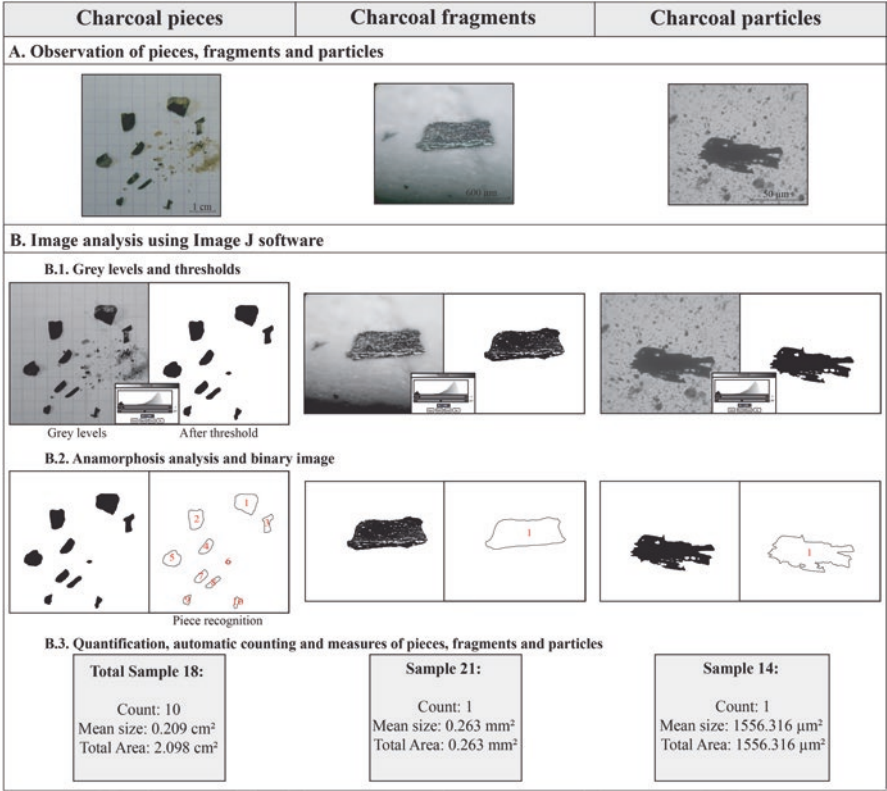 Charcoal pieces
Charcoal fragments
Charcoal particles
A. Observation of pieces, fragments and particles
1 cm
600 µm
50 µm
B. Image analysis using Image J software
B.1. Grey levels and thresholds
Grey levels
After threshold
B.2. Anamorphosis analysis and binary image
1
2
3
4
5
6
7
8
9
10
Piece recognition
1
1
B.3. Quantification, automatic counting and measures of pieces, fragments and particles
Total Sample 18:
Count: 10
Mean size: 0.209 cm²
Total Area: 2.098 cm²
Sample 21:
Count: 1
Mean size: 0.263 mm²
Total Area: 0.263 mm²
Sample 14:
Count: 1
Mean size: 1556.316 µm²
Total Area: 1556.316 µm²